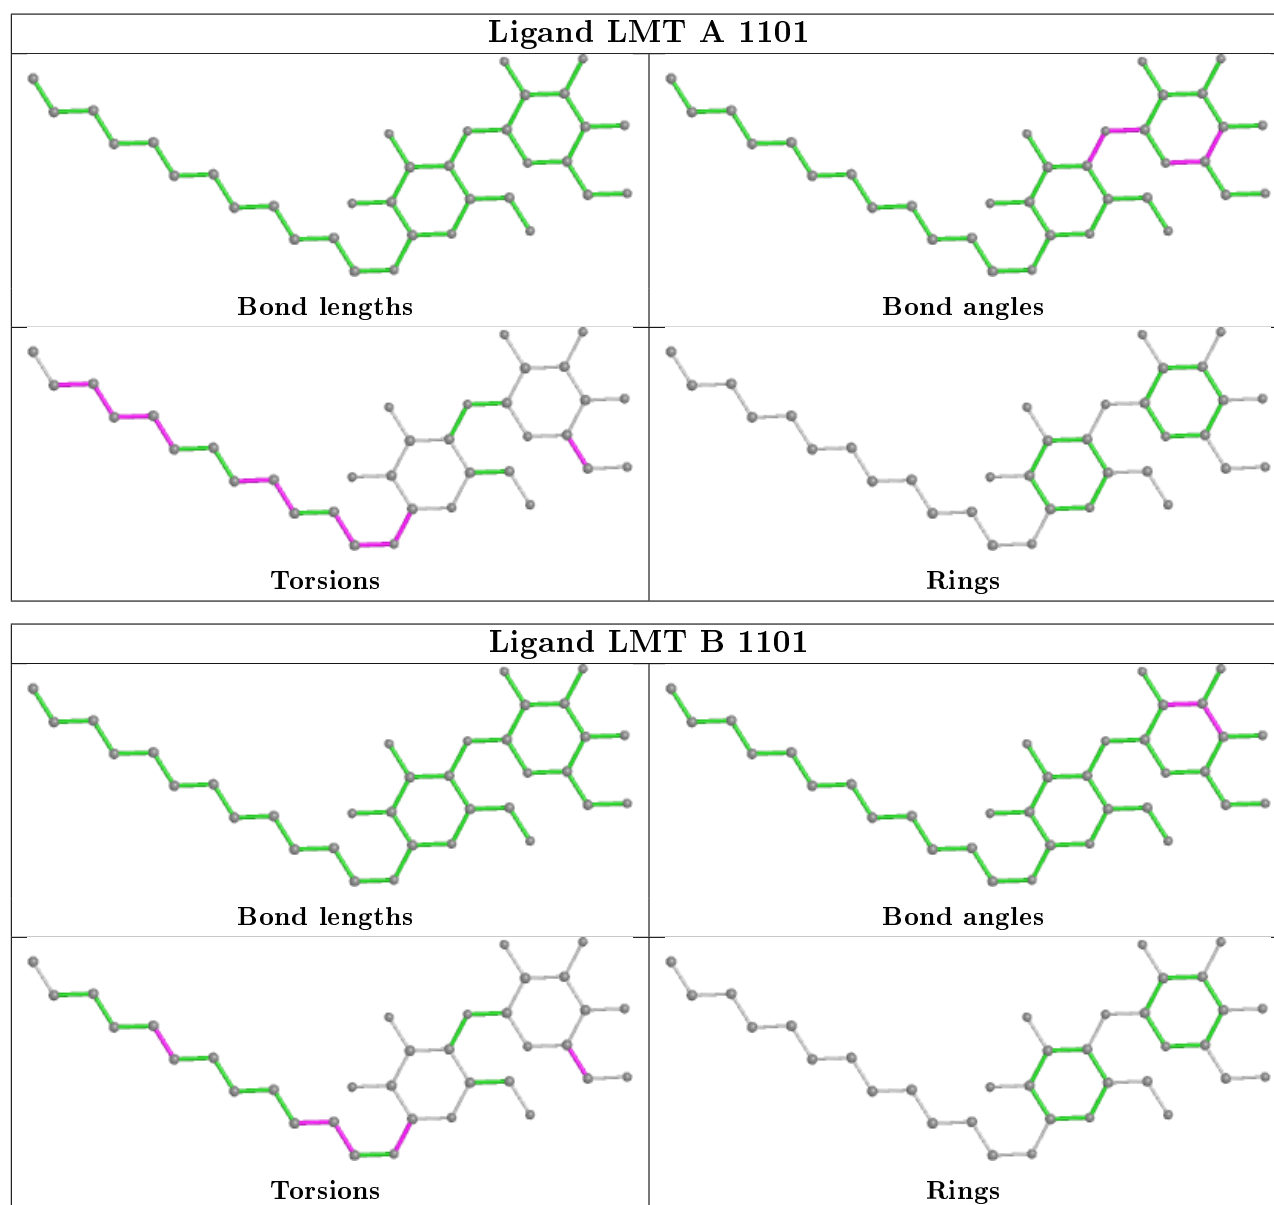 Ligand LMT A 1101
Bond lengths
Bond angles
Torsions
Rings
Ligand LMT B 1101
Bond lengths
Bond angles
Torsions
Rings